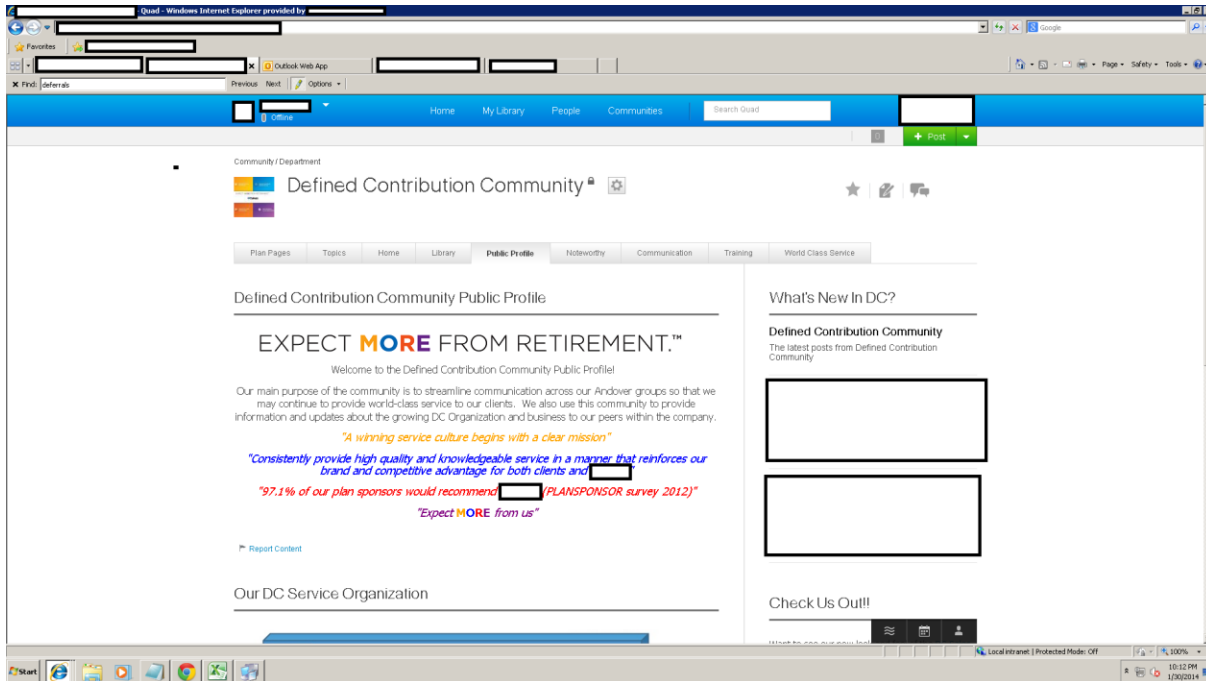 Quad - Windows Internet Explorer provided by
Google
Favorites
Outlook Web App
Page Safety Tools
Find: deferrals Previous Next Options
Offline
Home My Library People Communities Search Quad
0 + Post
Community / Department
Defined Contribution Community
Plan Pages Topics Home Library Public Profile Noteworthy Communication Training World Class Service
Defined Contribution Community Public Profile
EXPECT MORE FROM RETIREMENT.™
Welcome to the Defined Contribution Community Public Profile!
Our main purpose of the community is to streamline communication across our Andover groups so that we
may continue to provide world-class service to our clients. We also use this community to provide
information and updates about the growing DC Organization and business to our peers within the company.
"A winning service culture begins with a clear mission"
"Consistently provide high quality and knowledgeable service in a manner that reinforces our
brand and competitive advantage for both clients and "
"97.1% of our plan sponsors would recommend (PLANSPONSOR survey 2012)"
"Expect MORE from us"
Report Content
Our DC Service Organization
What's New In DC?
Defined Contribution Community
The latest posts from Defined Contribution
Community
Check Us Out!!
Want to see our new look
Local intranet | Protected Mode: Off 100%
Start
10:12 PM
1/30/2014